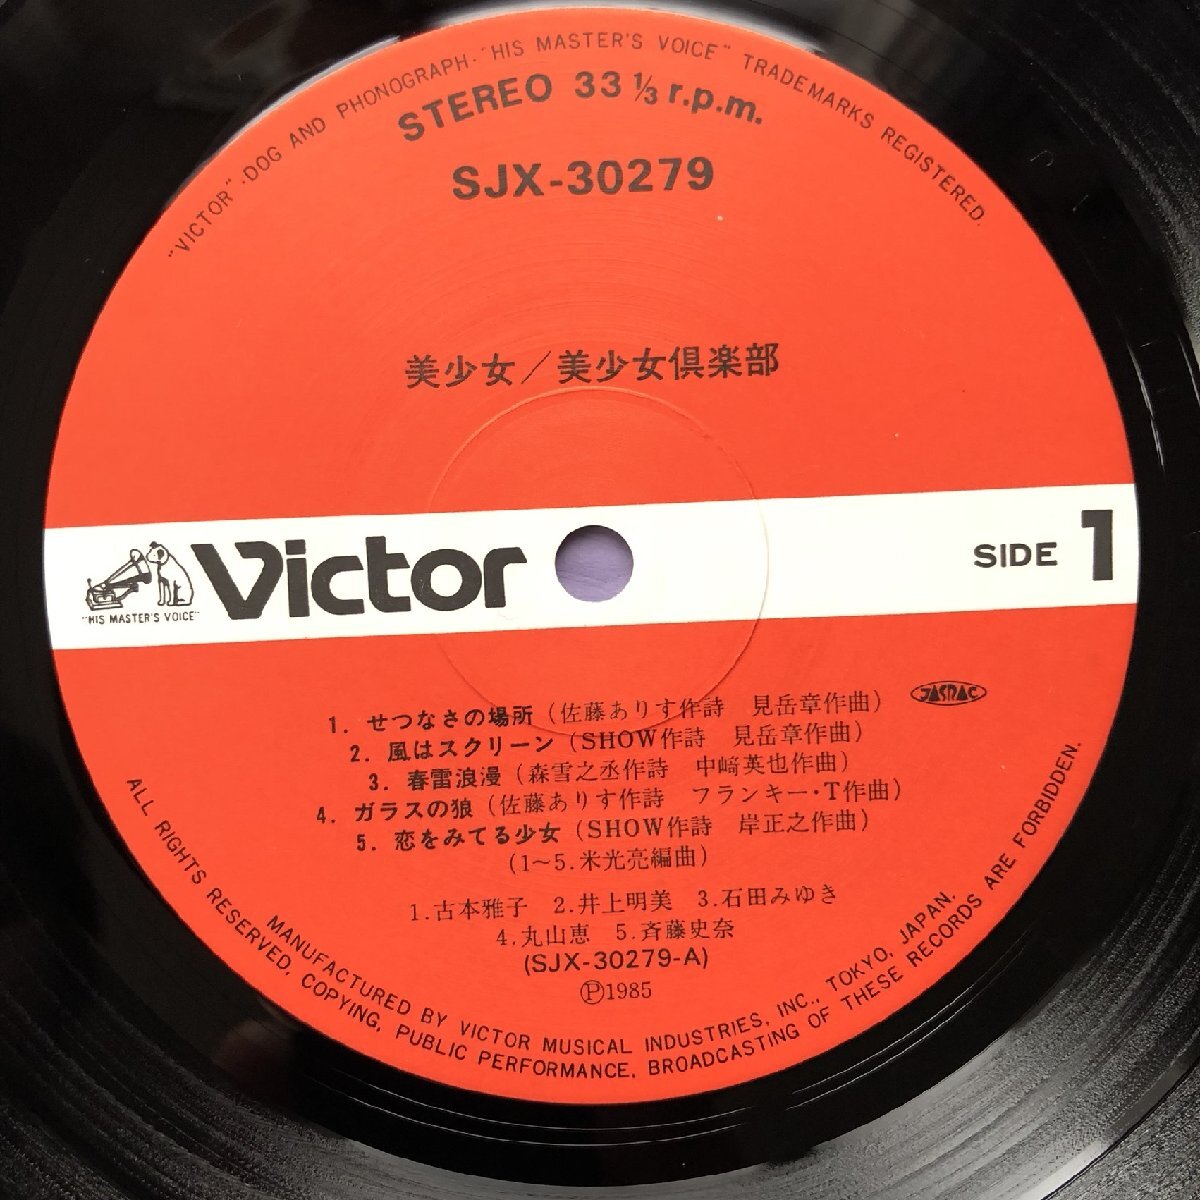 "VICTOR"·DOG AND PHONOGRAPH·"HIS MASTER'S VOICE" TRADEMARKS REGISTERED.
STEREO 33 ⅓ r.p.m.
SJX-30279
美少女／美少女倶楽部
Victor
"HIS MASTER'S VOICE"
SIDE 1
JASRAC
1. せつなさの場所（佐藤ありす作詩　見岳章作曲）
2. 風はスクリーン（SHOW作詩　見岳章作曲）
3. 春雷浪漫（森雪之丞作詩　中﨑英也作曲）
4. ガラスの狼（佐藤ありす作詩　フランキー・T作曲）
5. 恋をみてる少女（SHOW作詩　岸正之作曲）
(1～5. 米光亮編曲)
1.古本雅子　2.井上明美　3.石田みゆき
4.丸山恵　5.斉藤史奈
(SJX-30279-A)
Ⓟ1985
MANUFACTURED BY VICTOR MUSICAL INDUSTRIES, INC., TOKYO, JAPAN.
ALL RIGHTS RESERVED, COPYING, PUBLIC PERFORMANCE, BROADCASTING OF THESE RECORDS ARE FORBIDDEN.